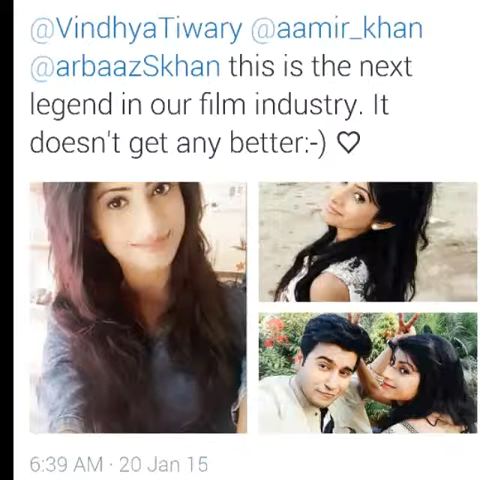 @VindhyaTiwary @aamir_khan
@arbaazSkhan this is the next
legend in our film industry. It
doesn't get any better:-) ♡
6:39 AM · 20 Jan 15